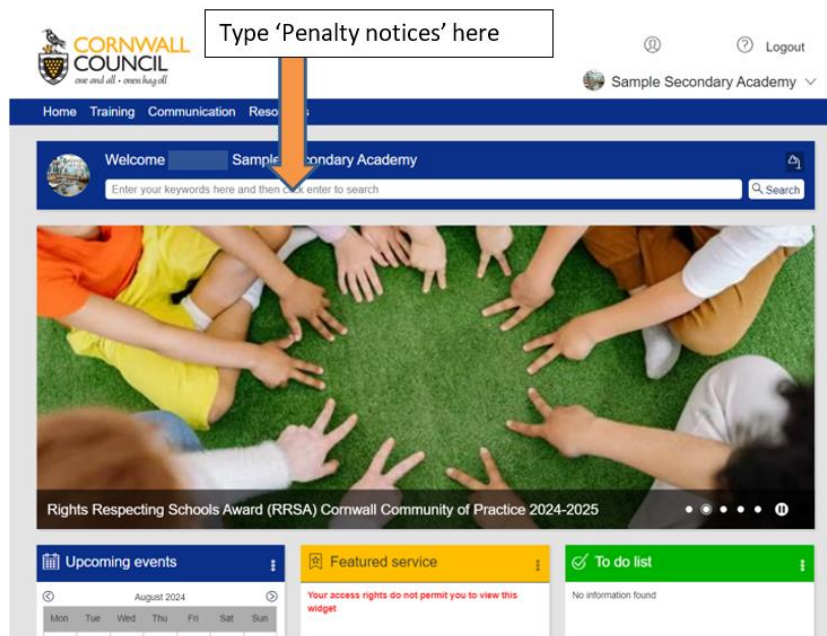 Type ‘Penalty notices’ here
CORNWALL
COUNCIL
one and all • onen hag oll
Logout
Sample Secondary Academy
Home Training Communication
Welcome Sample Secondary Academy
Enter your keywords here and then click enter to search
Search
Rights Respecting Schools Award (RRSA) Cornwall Community of Practice 2024-2025
Upcoming events
August 2024
Mon Tue Wed Thu Fri Sat Sun
Featured service
Your access rights do not permit you to view this
widget
To do list
No information found